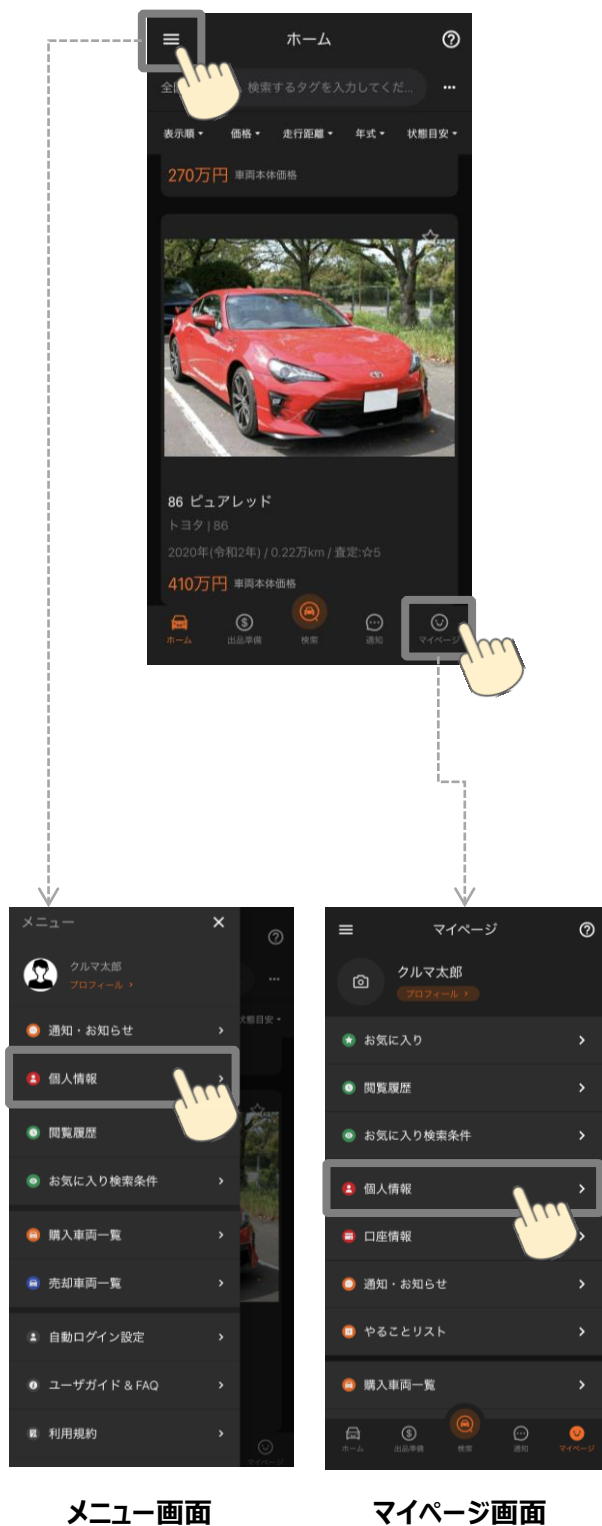 ホーム
全国
検索するタグを入力してくだ...
表示順
価格
走行距離
年式
状態目安
270万円 車両本体価格
86 ピュアレッド
トヨタ | 86
2020年(令和2年) / 0.22万km / 査定:☆5
410万円 車両本体価格
ホーム
出品準備
検索
通知
マイページ
メニュー
クルマ太郎
プロフィール
通知・お知らせ
個人情報
閲覧履歴
お気に入り検索条件
購入車両一覧
売却車両一覧
自動ログイン設定
ユーザガイド & FAQ
利用規約
状態目安
マイページ
メニュー画面
マイページ
クルマ太郎
プロフィール
お気に入り
閲覧履歴
お気に入り検索条件
個人情報
口座情報
通知・お知らせ
やることリスト
購入車両一覧
ホーム
出品準備
検索
通知
マイページ
マイページ画面